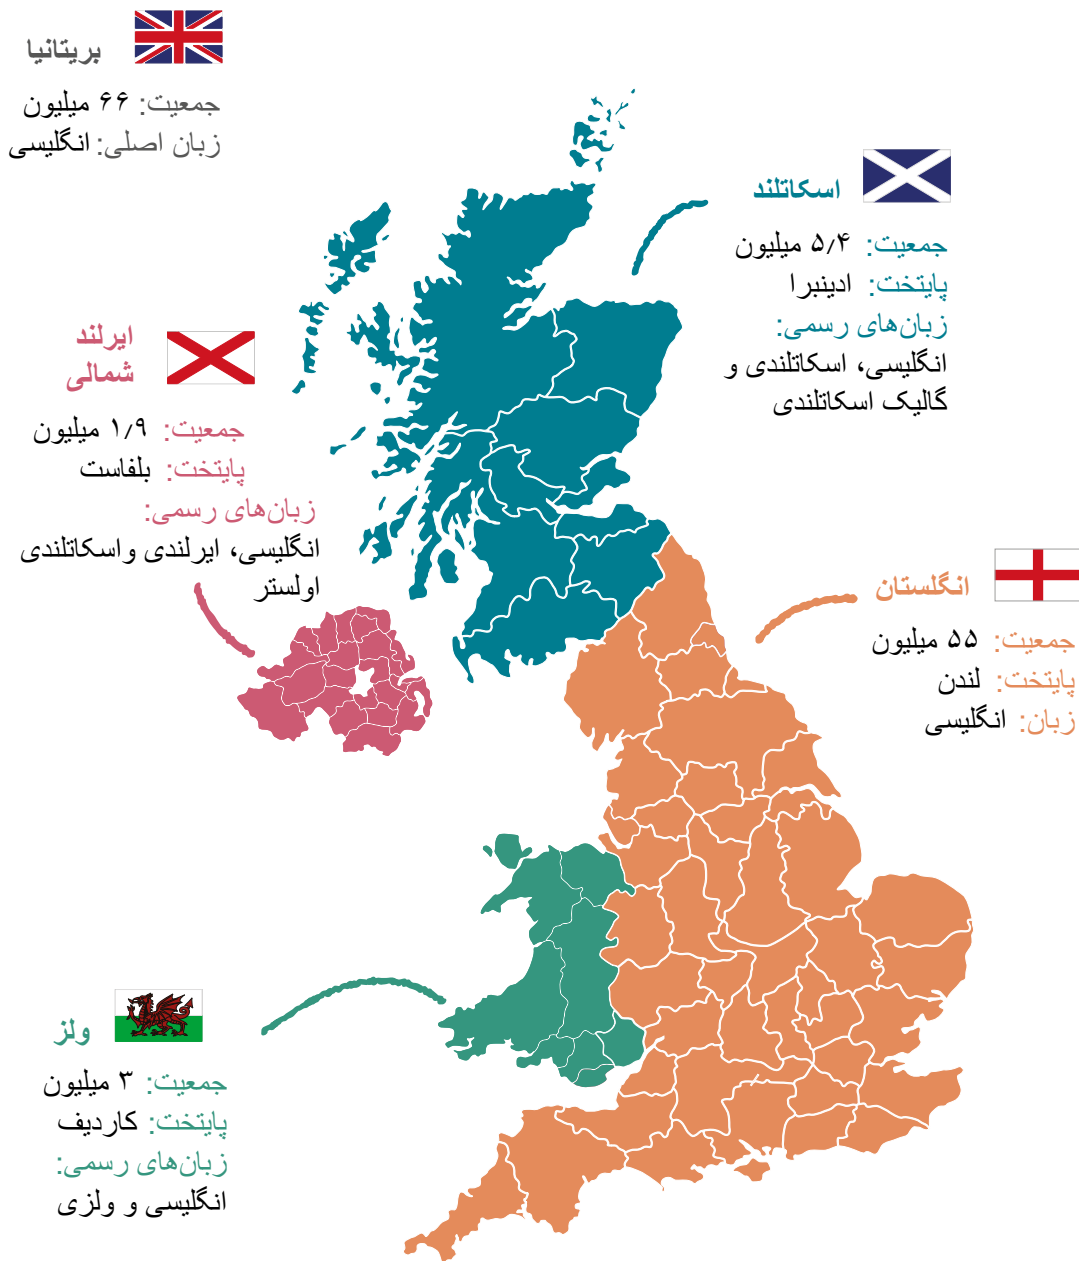 بریتانیا
جمعیت: ۶۶ میلیون
زبان اصلی: انگلیسی
اسکاتلند
جمعیت: ۵٫۴ میلیون
پایتخت: ادینبرا
زبان‌های رسمی:
انگلیسی، اسکاتلندی و
گالیک اسکاتلندی
ایرلند
شمالی
جمعیت: ۱٫۹ میلیون
پایتخت: بلفاست
زبان‌های رسمی:
انگلیسی، ایرلندی و اسکاتلندی
اولستر
انگلستان
جمعیت: ۵۵ میلیون
پایتخت: لندن
زبان: انگلیسی
ولز
جمعیت: ۳ میلیون
پایتخت: کاردیف
زبان‌های رسمی:
انگلیسی و ولزی